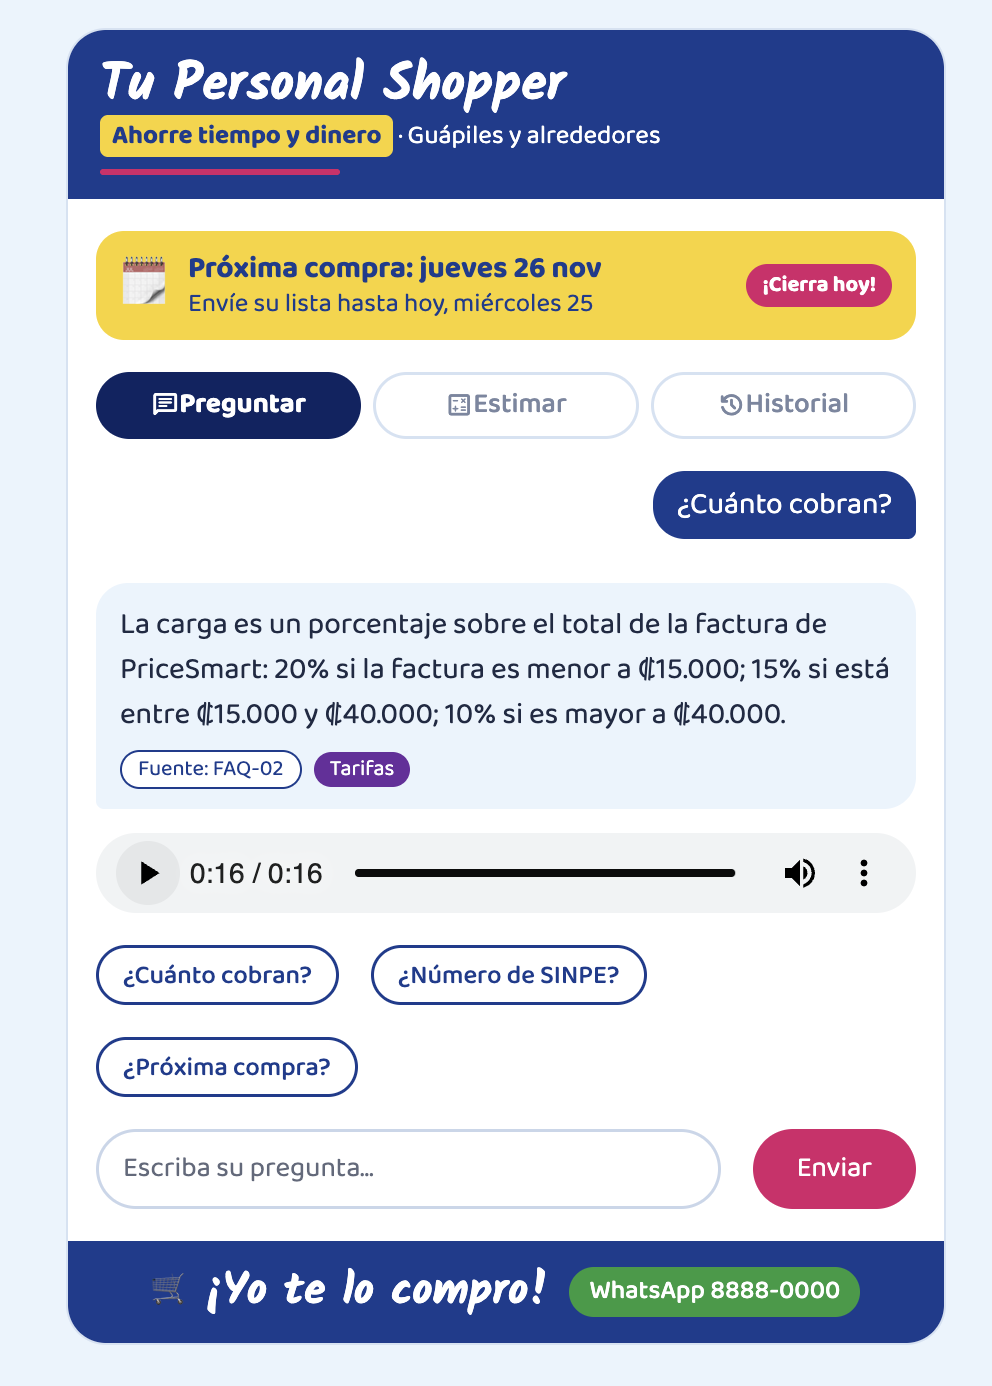 Tu Personal Shopper
Ahorre tiempo y dinero · Guápiles y alrededores
Próxima compra: jueves 26 nov
Envíe su lista hasta hoy, miércoles 25
¡Cierra hoy!
Preguntar
Estimar
Historial
¿Cuánto cobran?
La carga es un porcentaje sobre el total de la factura de
PriceSmart: 20% si la factura es menor a ₡15.000; 15% si está
entre ₡15.000 y ₡40.000; 10% si es mayor a ₡40.000.
Fuente: FAQ-02
Tarifas
0:16 / 0:16
¿Cuánto cobran?
¿Número de SINPE?
¿Próxima compra?
Escriba su pregunta...
Enviar
¡Yo te lo compro!
WhatsApp 8888-0000